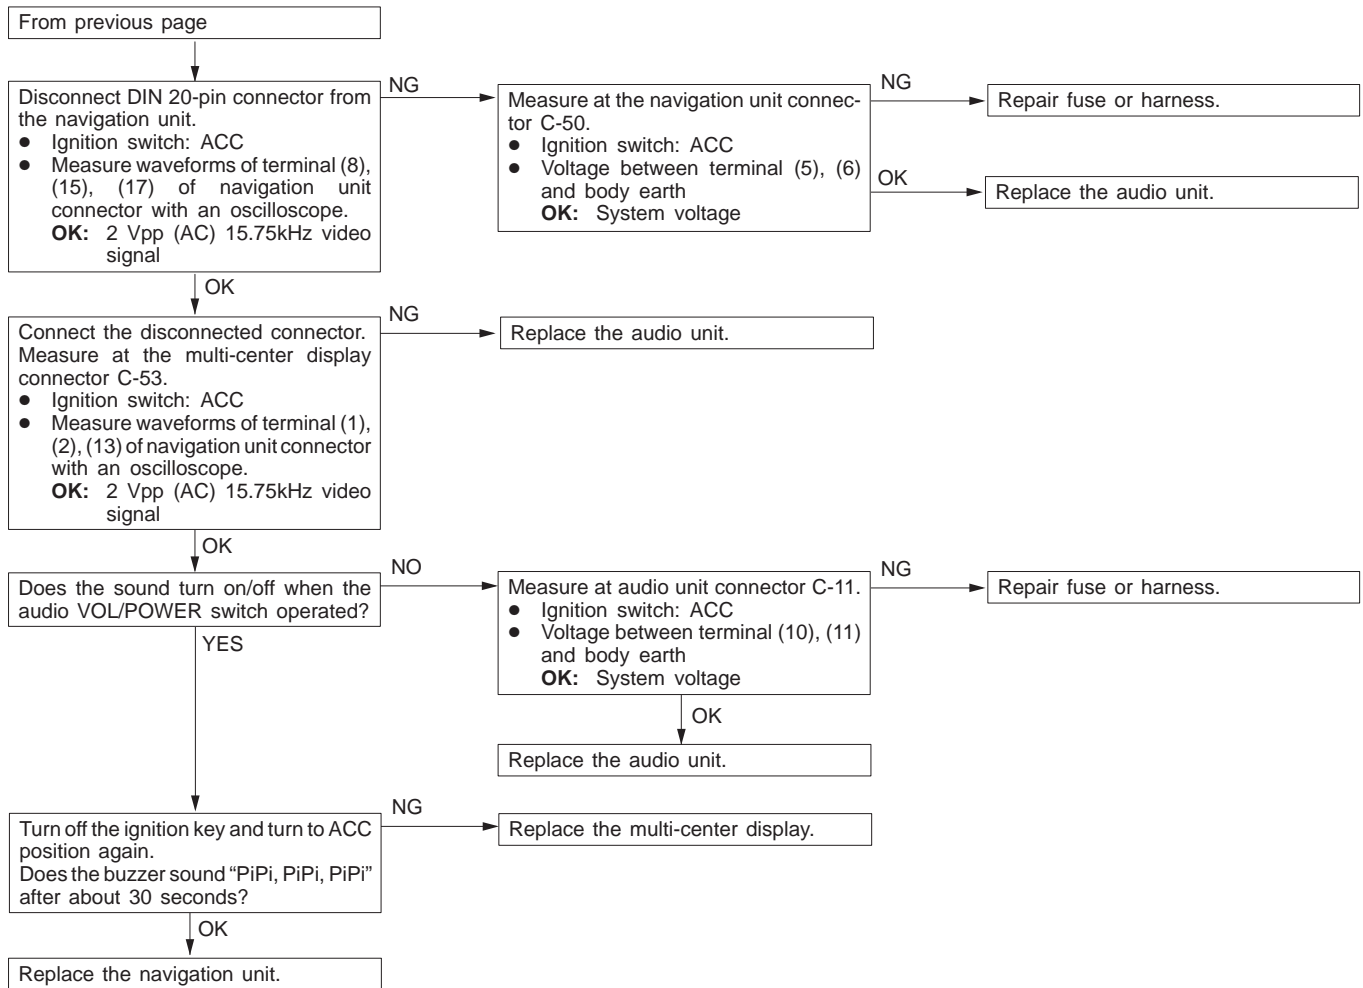 From previous page
Disconnect DIN 20-pin connector from
the navigation unit.
● Ignition switch: ACC
● Measure waveforms of terminal (8),
(15), (17) of navigation unit
connector with an oscilloscope.
OK: 2 Vpp (AC) 15.75kHz video
signal
NG
Measure at the navigation unit connec-
tor C-50.
● Ignition switch: ACC
● Voltage between terminal (5), (6)
and body earth
OK: System voltage
NG
Repair fuse or harness.
OK
Replace the audio unit.
OK
Connect the disconnected connector.
Measure at the multi-center display
connector C-53.
● Ignition switch: ACC
● Measure waveforms of terminal (1),
(2), (13) of navigation unit connector
with an oscilloscope.
OK: 2 Vpp (AC) 15.75kHz video
signal
NG
Replace the audio unit.
OK
Does the sound turn on/off when the
audio VOL/POWER switch operated?
NO
Measure at audio unit connector C-11.
● Ignition switch: ACC
● Voltage between terminal (10), (11)
and body earth
OK: System voltage
NG
Repair fuse or harness.
OK
Replace the audio unit.
YES
Turn off the ignition key and turn to ACC
position again.
Does the buzzer sound “PiPi, PiPi, PiPi”
after about 30 seconds?
NG
Replace the multi-center display.
OK
Replace the navigation unit.